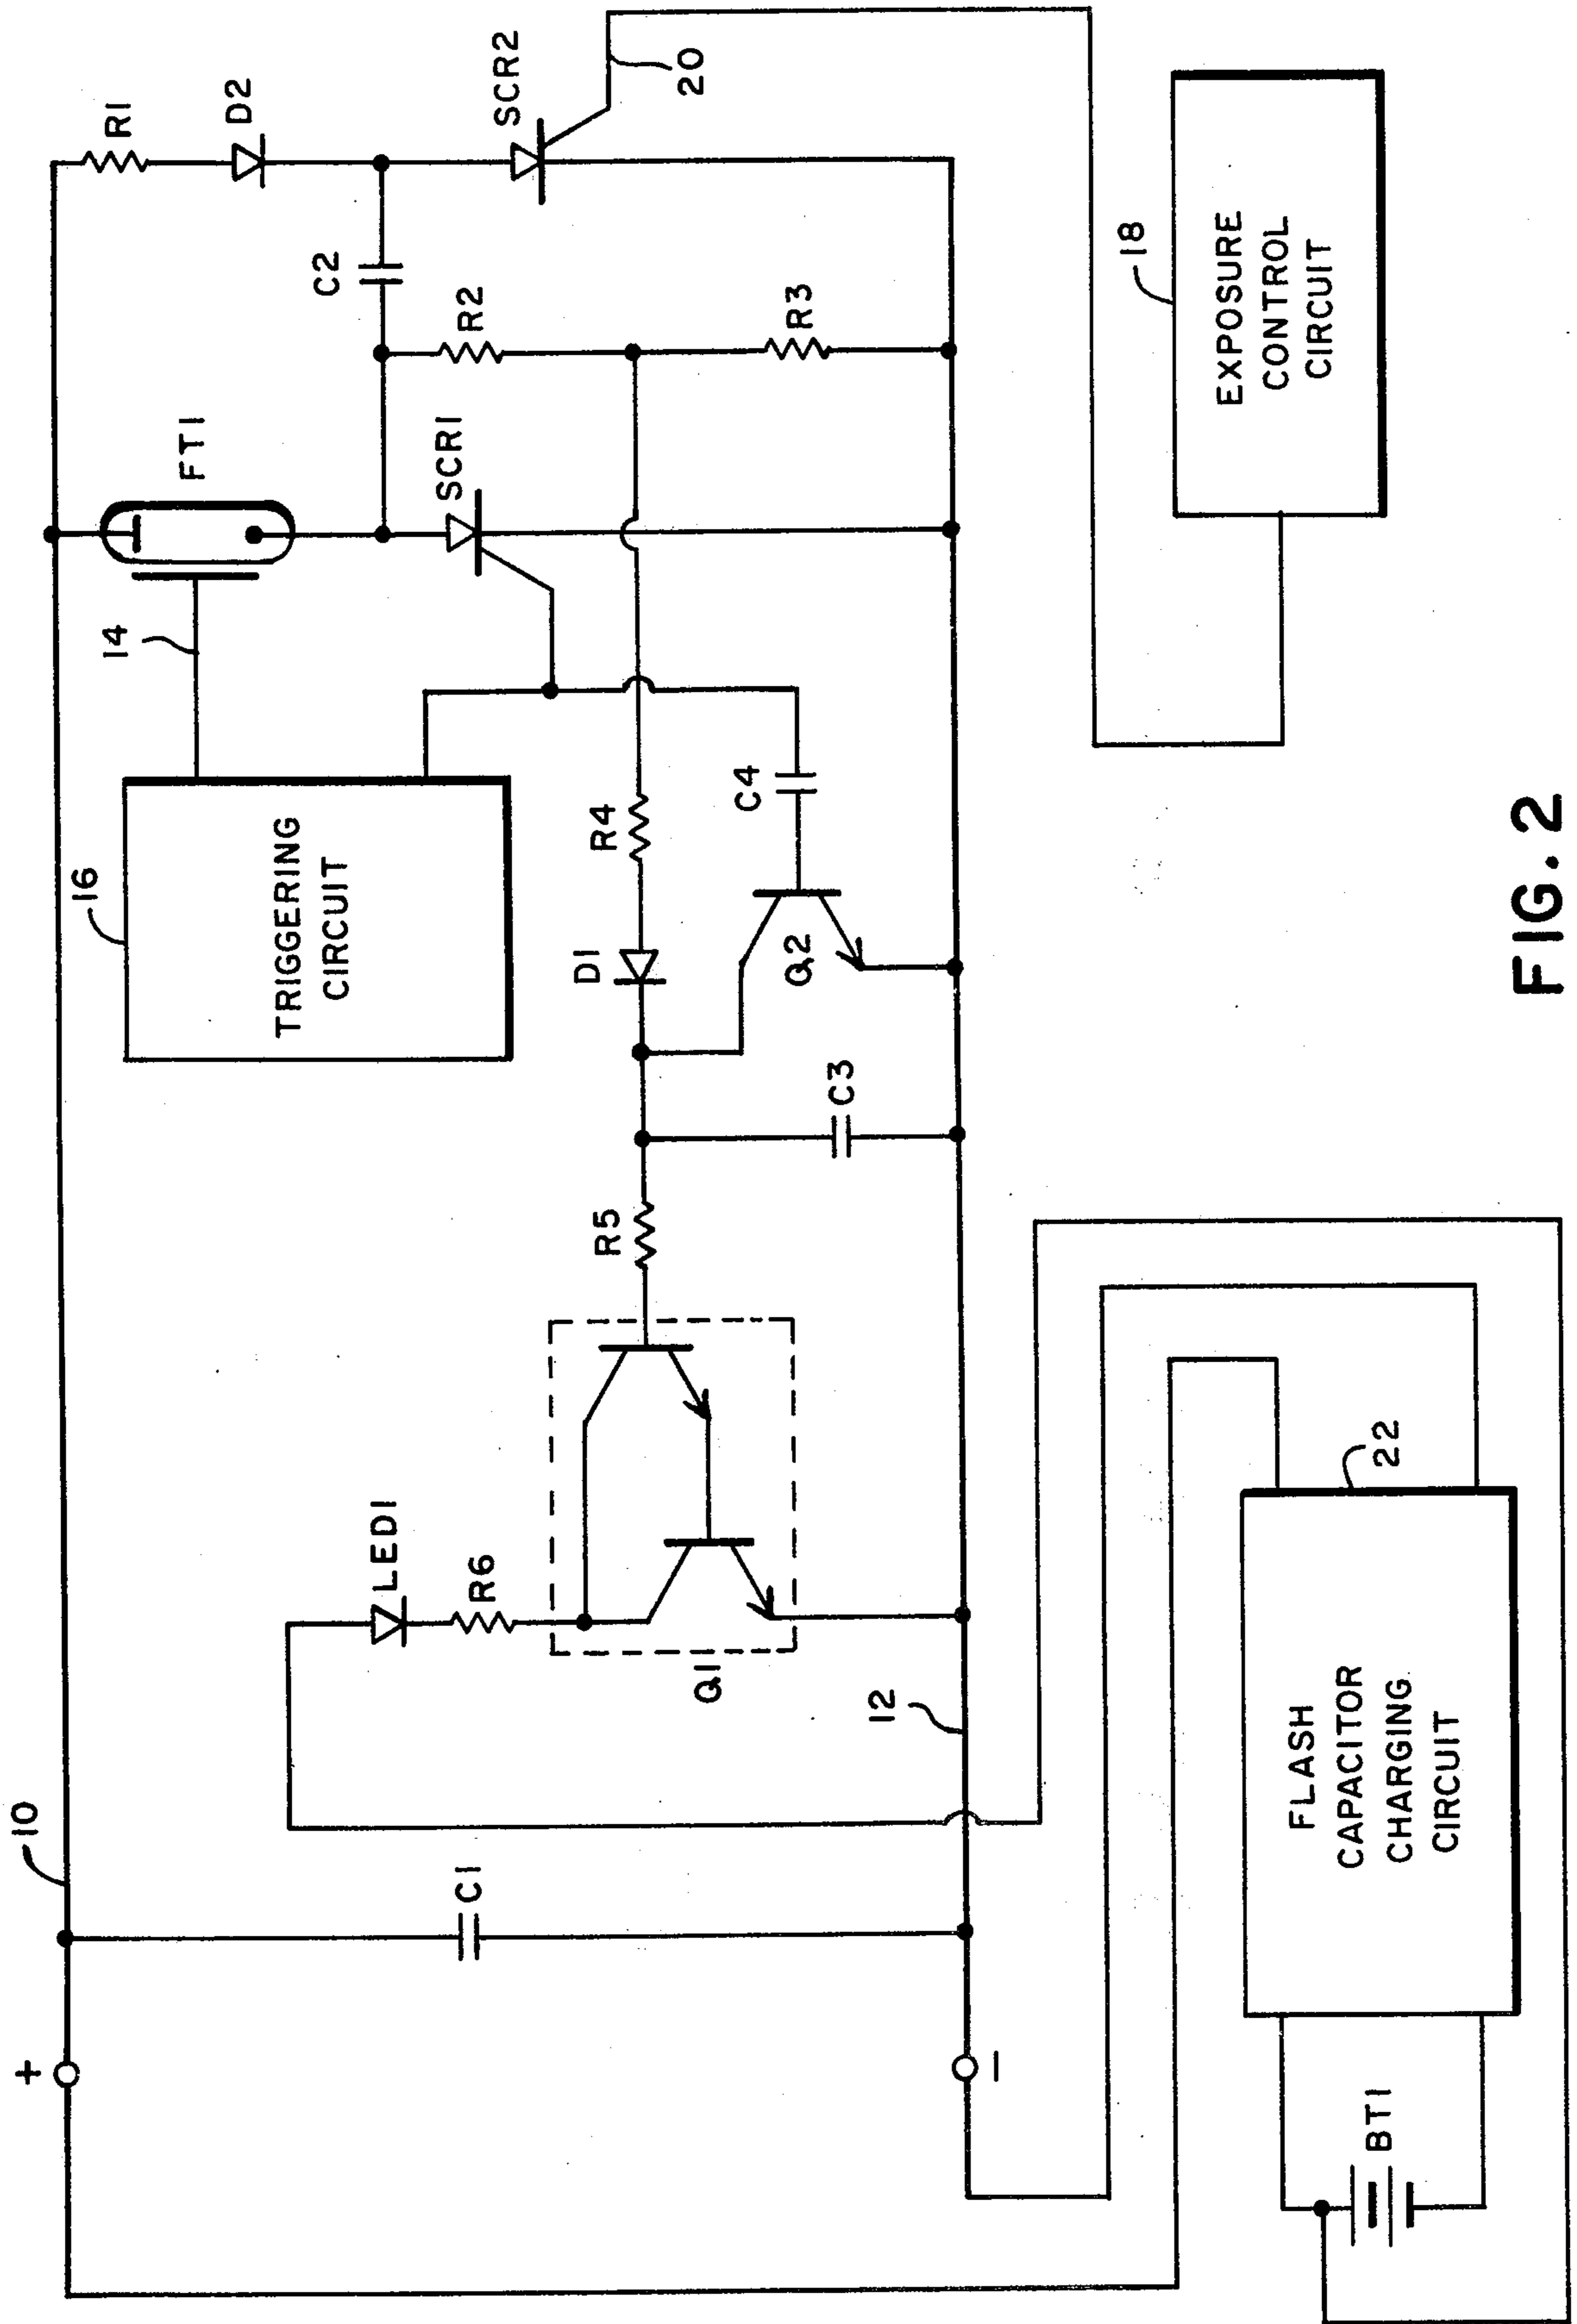 10
+
C1
LED1
R6
Q1
12
−
R5
C3
16
TRIGGERING
CIRCUIT
14
D1
R4
Q2
C4
FT1
SCR1
C2
R2
R3
R1
D2
SCR2
20
18
EXPOSURE
CONTROL
CIRCUIT
BT1
FLASH
CAPACITOR
CHARGING
CIRCUIT
22
FIG. 2